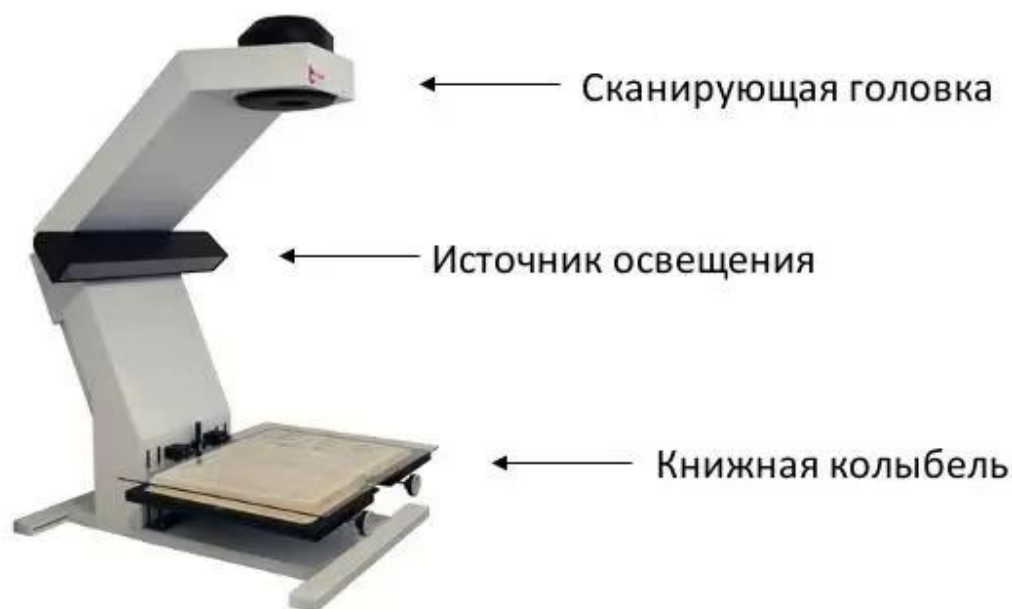 Сканирующая головка
Источник освещения
Книжная колыбель